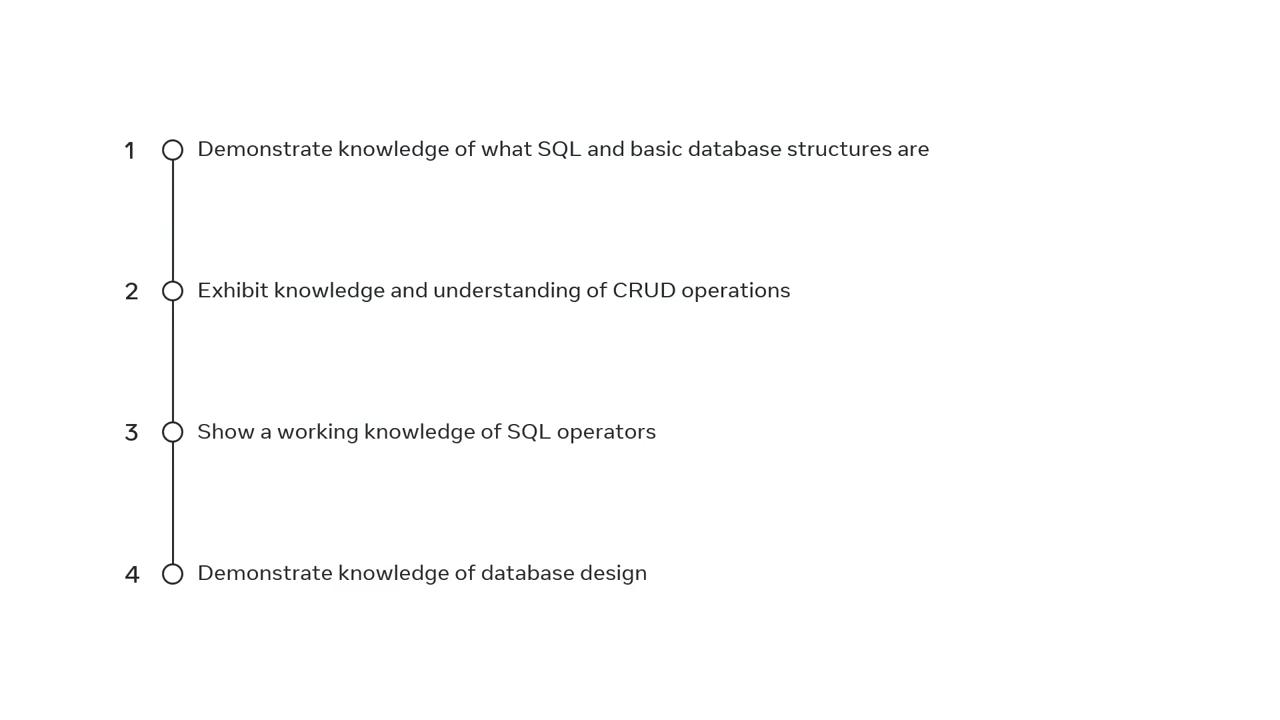 1 Demonstrate knowledge of what SQL and basic database structures are
2 Exhibit knowledge and understanding of CRUD operations
3 Show a working knowledge of SQL operators
4 Demonstrate knowledge of database design